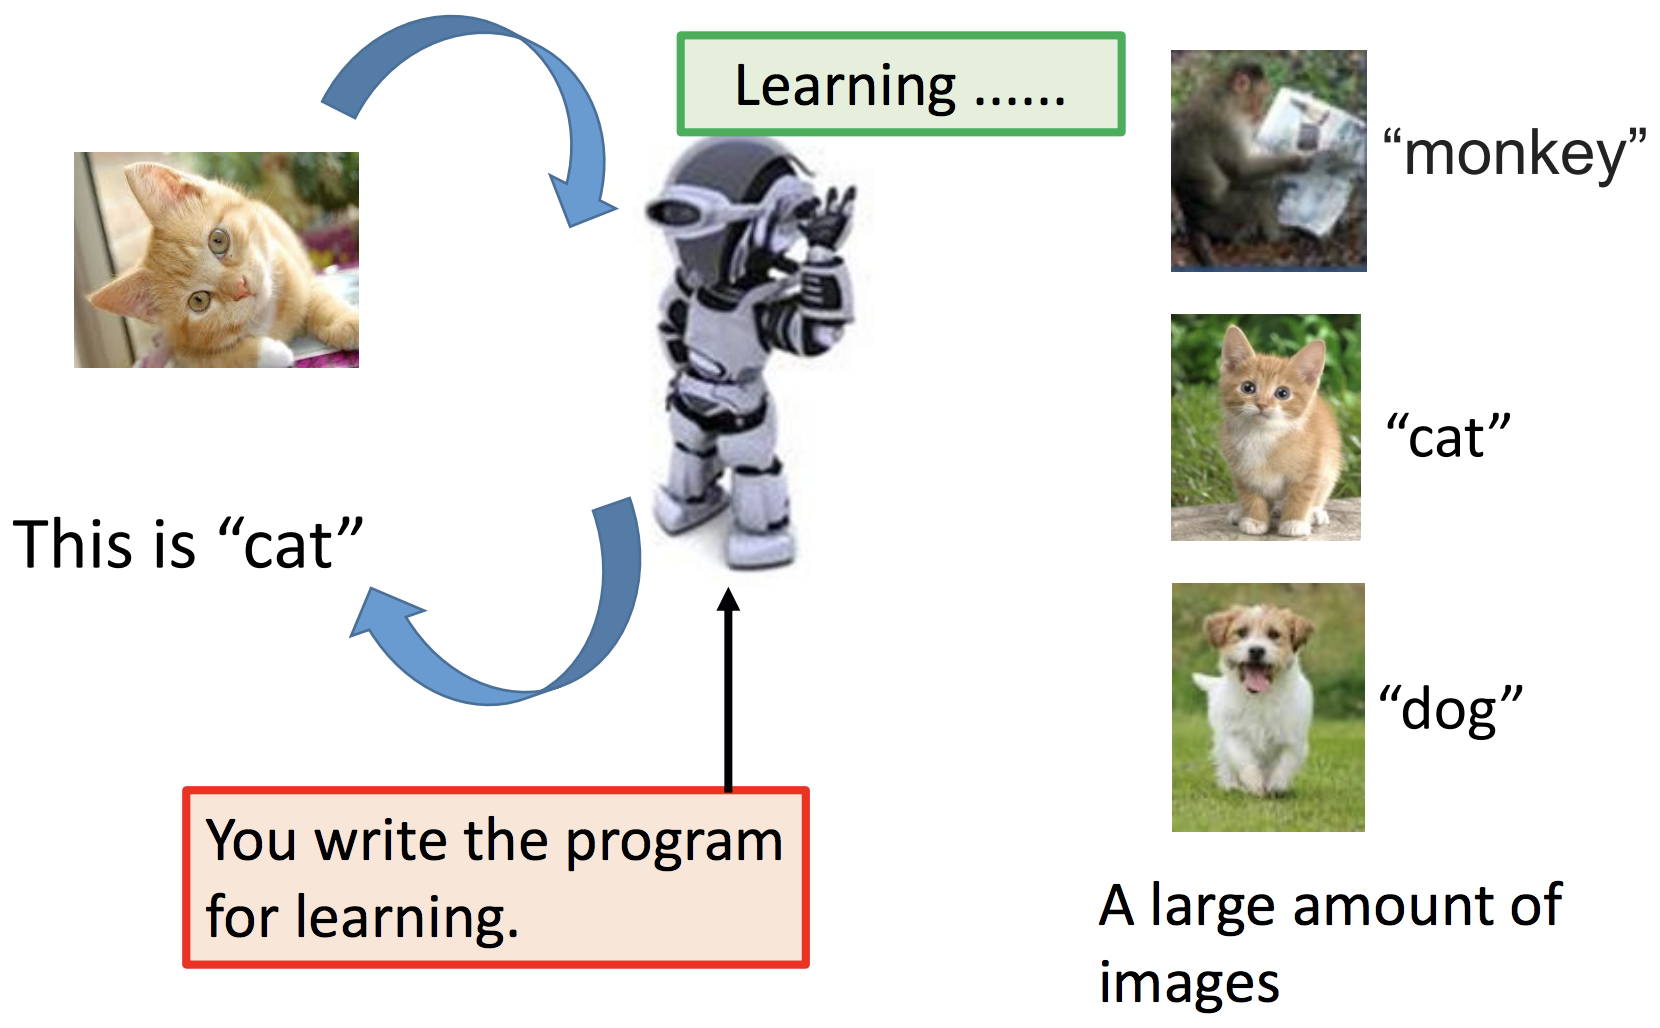 Learning ......
“monkey”
“cat”
This is “cat”
“dog”
You write the program
for learning.
A large amount of
images